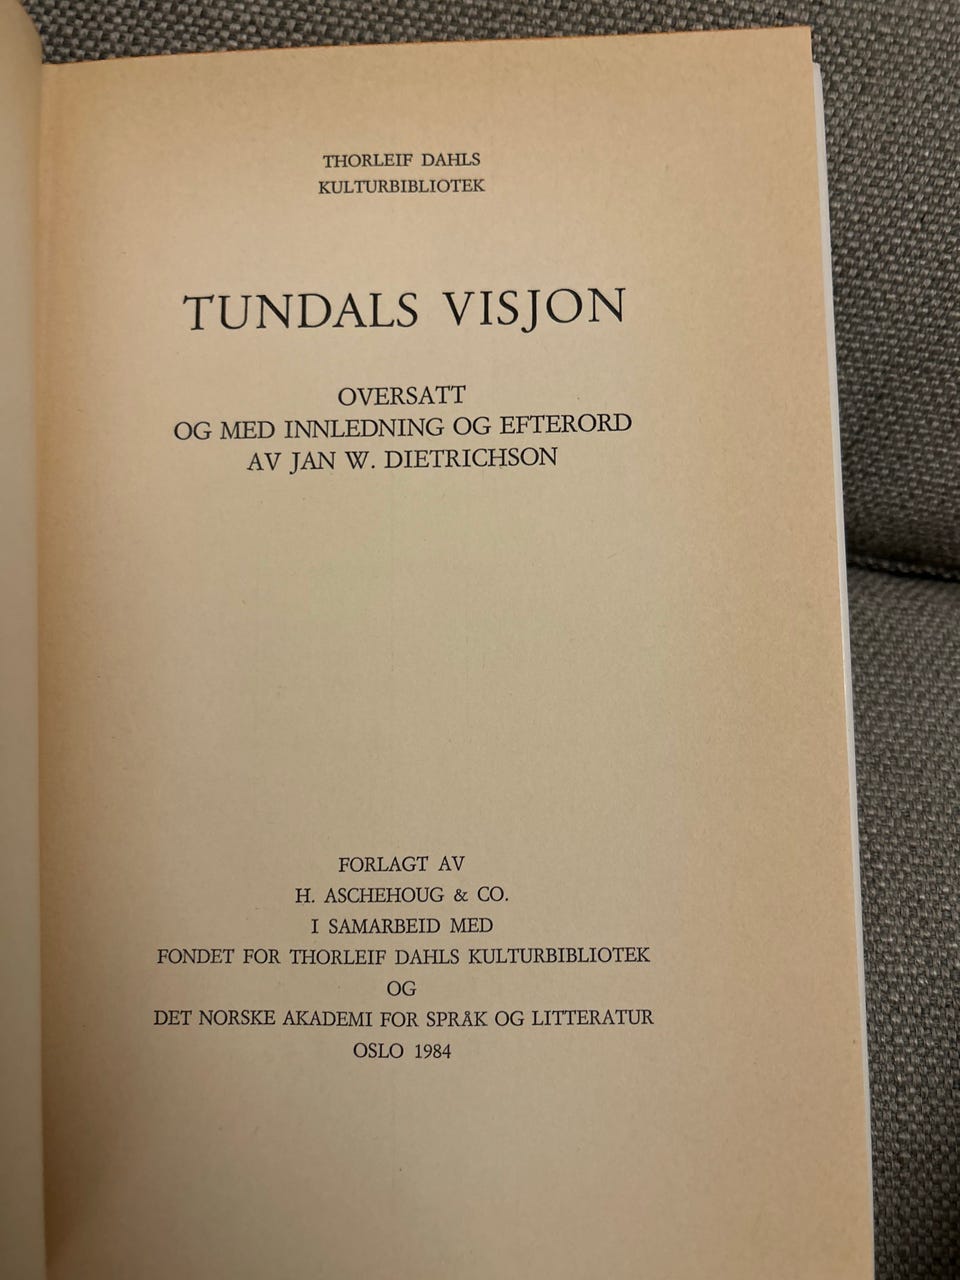 THORLEIF DAHLS
KULTURBIBLIOTEK
TUNDALS VISJON
OVERSATT
OG MED INNLEDNING OG EFTERORD
AV JAN W. DIETRICHSON
FORLAGT AV
H. ASCHEHOUG & CO.
I SAMARBEID MED
FONDET FOR THORLEIF DAHLS KULTURBIBLIOTEK
OG
DET NORSKE AKADEMI FOR SPRÅK OG LITTERATUR
OSLO 1984